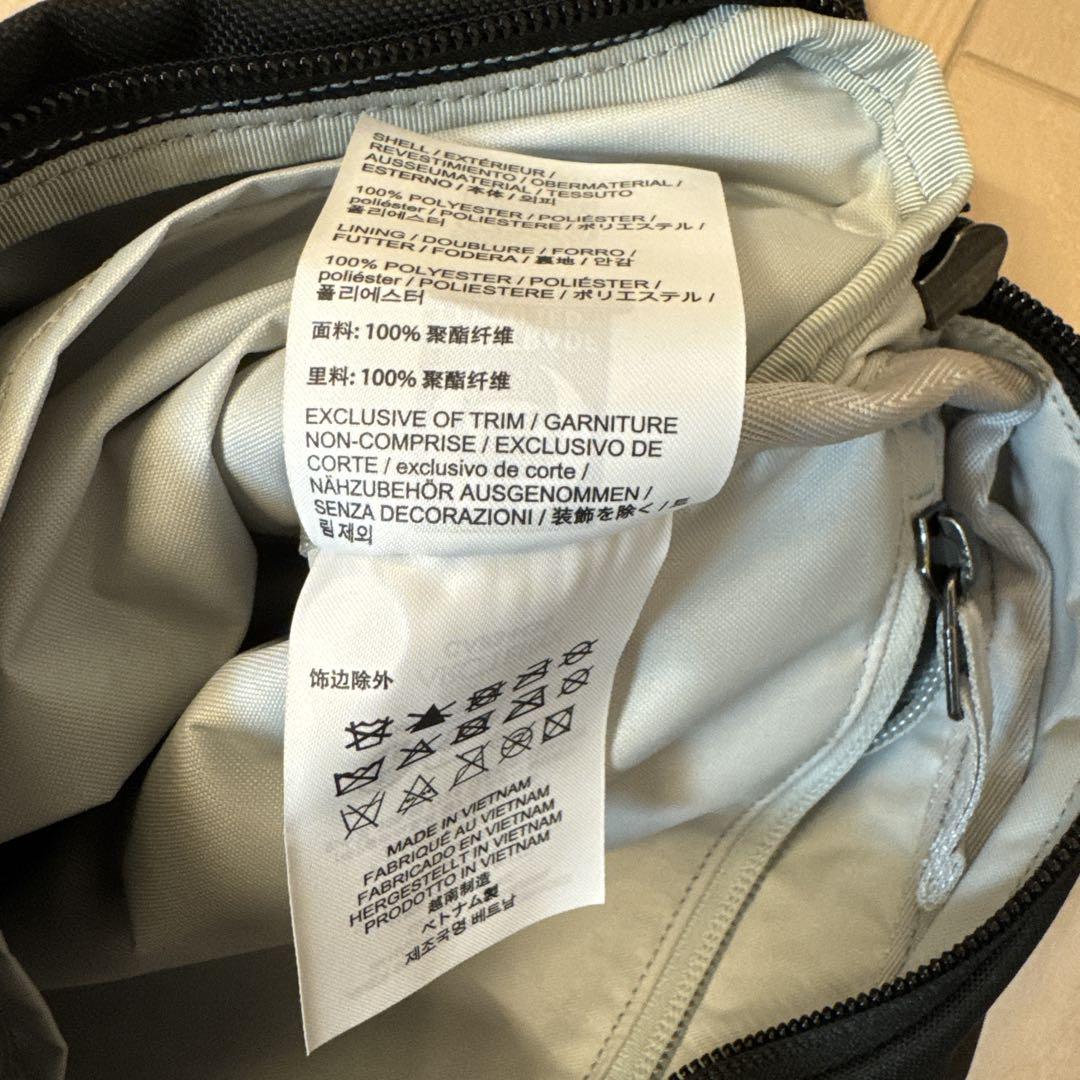 SHELL / EXTÉRIEUR /
REVESTIMIENTO / OBERMATERIAL /
AUSSEUMATERIAL / TESSUTO
ESTERNO / 本体 / 외피
100% POLYESTER / POLIÉSTER /
poliéster / POLIESTERE / ポリエステル /
폴리에스터
LINING / DOUBLURE / FORRO /
FUTTER / FODERA / 裏地 / 안감
100% POLYESTER / POLIÉSTER /
poliéster / POLIESTERE / ポリエステル /
폴리에스터
面料: 100% 聚酯纤维
里料: 100% 聚酯纤维
EXCLUSIVE OF TRIM / GARNITURE
NON-COMPRISE / EXCLUSIVO DE
CORTE / exclusivo de corte /
NÄHZUBEHÖR AUSGENOMMEN /
SENZA DECORAZIONI / 装飾を除く / 트
림 제외
饰边除外
MADE IN VIETNAM
FABRIQUÉ AU VIETNAM
FABRICADO EN VIETNAM
HERGESTELLT IN VIETNAM
PRODOTTO IN VIETNAM
越南制造
ベトナム製
제조국명 베트남